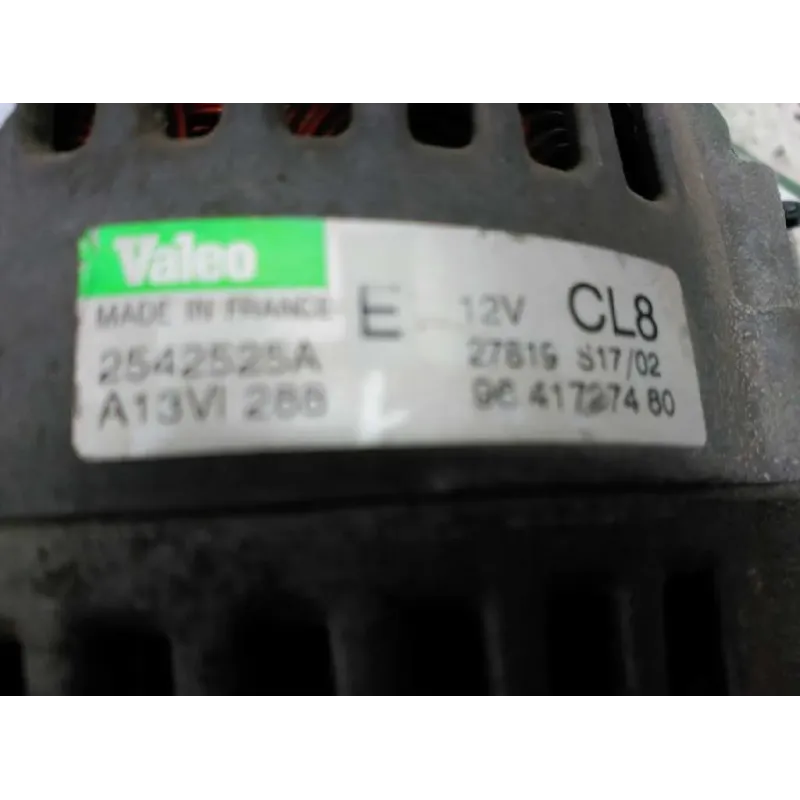 Valeo
MADE IN FRANCE
E 12V CL8
2542525A 27819 S17/02
A13VI 288 96 417274 80